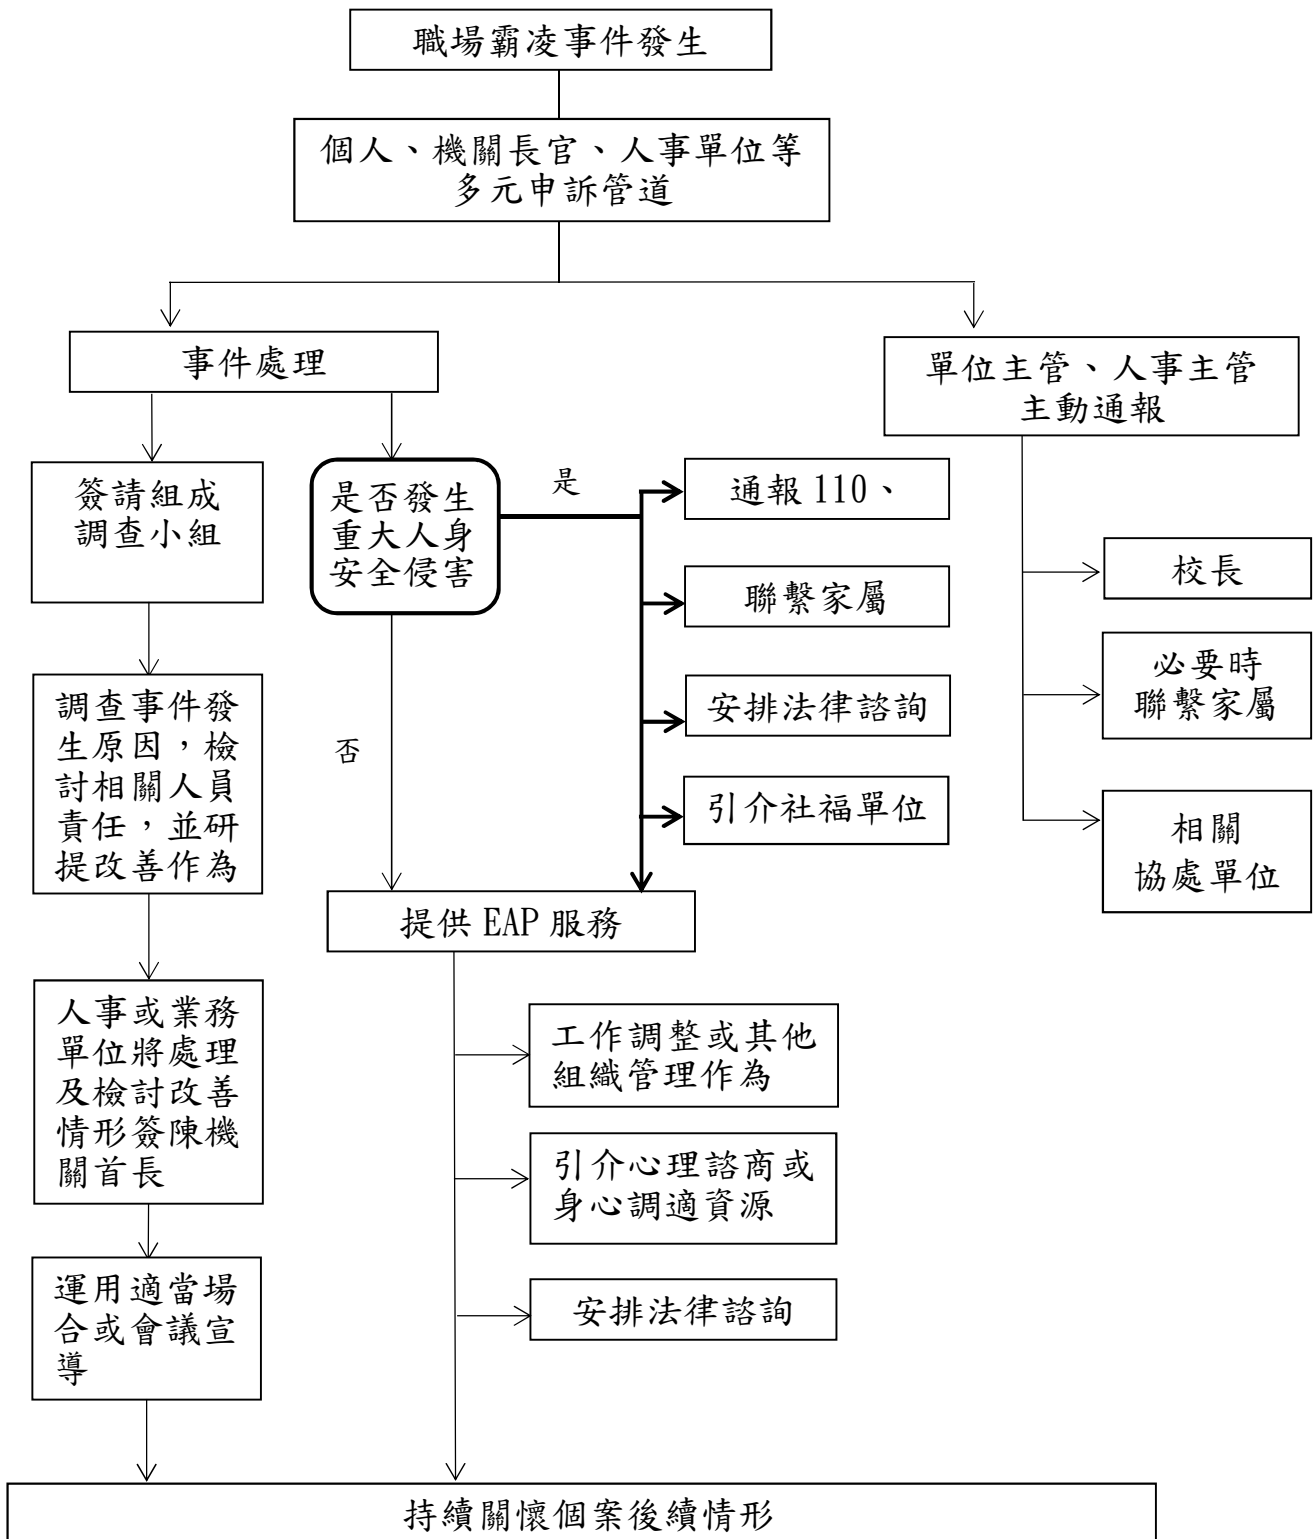 職場霸凌事件發生
個人、機關長官、人事單位等
多元申訴管道
事件處理
單位主管、人事主管
主動通報
簽請組成
調查小組
是否發生
重大人身
安全侵害
是
通報 110、
聯繫家屬
安排法律諮詢
引介社福單位
校長
必要時
聯繫家屬
相關
協處單位
調查事件發
生原因，檢
討相關人員
責任，並研
提改善作為
否
提供 EAP 服務
人事或業務
單位將處理
及檢討改善
情形簽陳機
關首長
工作調整或其他
組織管理作為
引介心理諮商或
身心調適資源
安排法律諮詢
運用適當場
合或會議宣
導
持續關懷個案後續情形